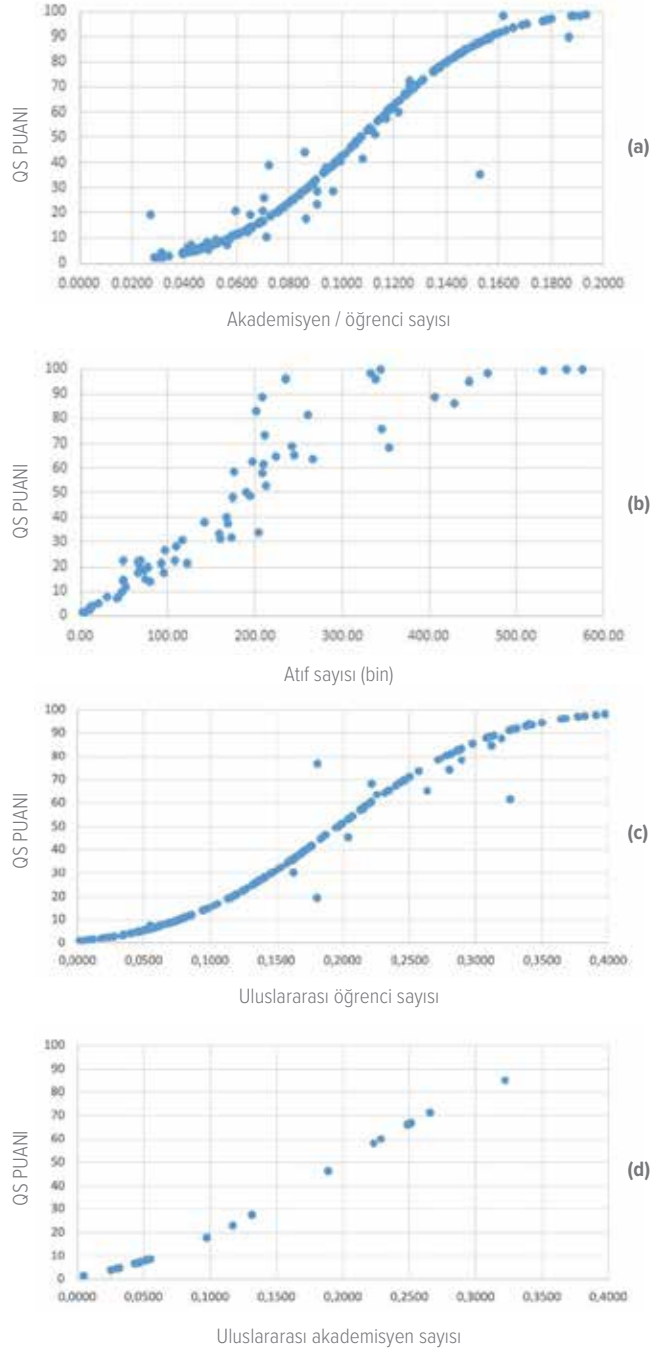 100
90
80
70
60
50
40
30
20
10
0
QS PUANI
(a)
0.0000 0.0200 0.0400 0.0600 0.0800 0.1000 0.1200 0.1400 0.1600 0.1800 0.2000
Akademisyen / öğrenci sayısı
100
90
80
70
60
50
40
30
20
10
0
QS PUANI
(b)
0.00 100.00 200.00 300.00 400.00 500.00 600.00
Atıf sayısı (bin)
100
90
80
70
60
50
40
30
20
10
0
QS PUANI
(c)
0,0000 0,0500 0,1000 0,1500 0,2000 0,2500 0,3000 0,3500 0,4000
Uluslararası öğrenci sayısı
100
90
80
70
60
50
40
30
20
10
0
QS PUANI
(d)
0,0000 0,0500 0,1000 0,1500 0,2000 0,2500 0,3000 0,3500 0,4000
Uluslararası akademisyen sayısı